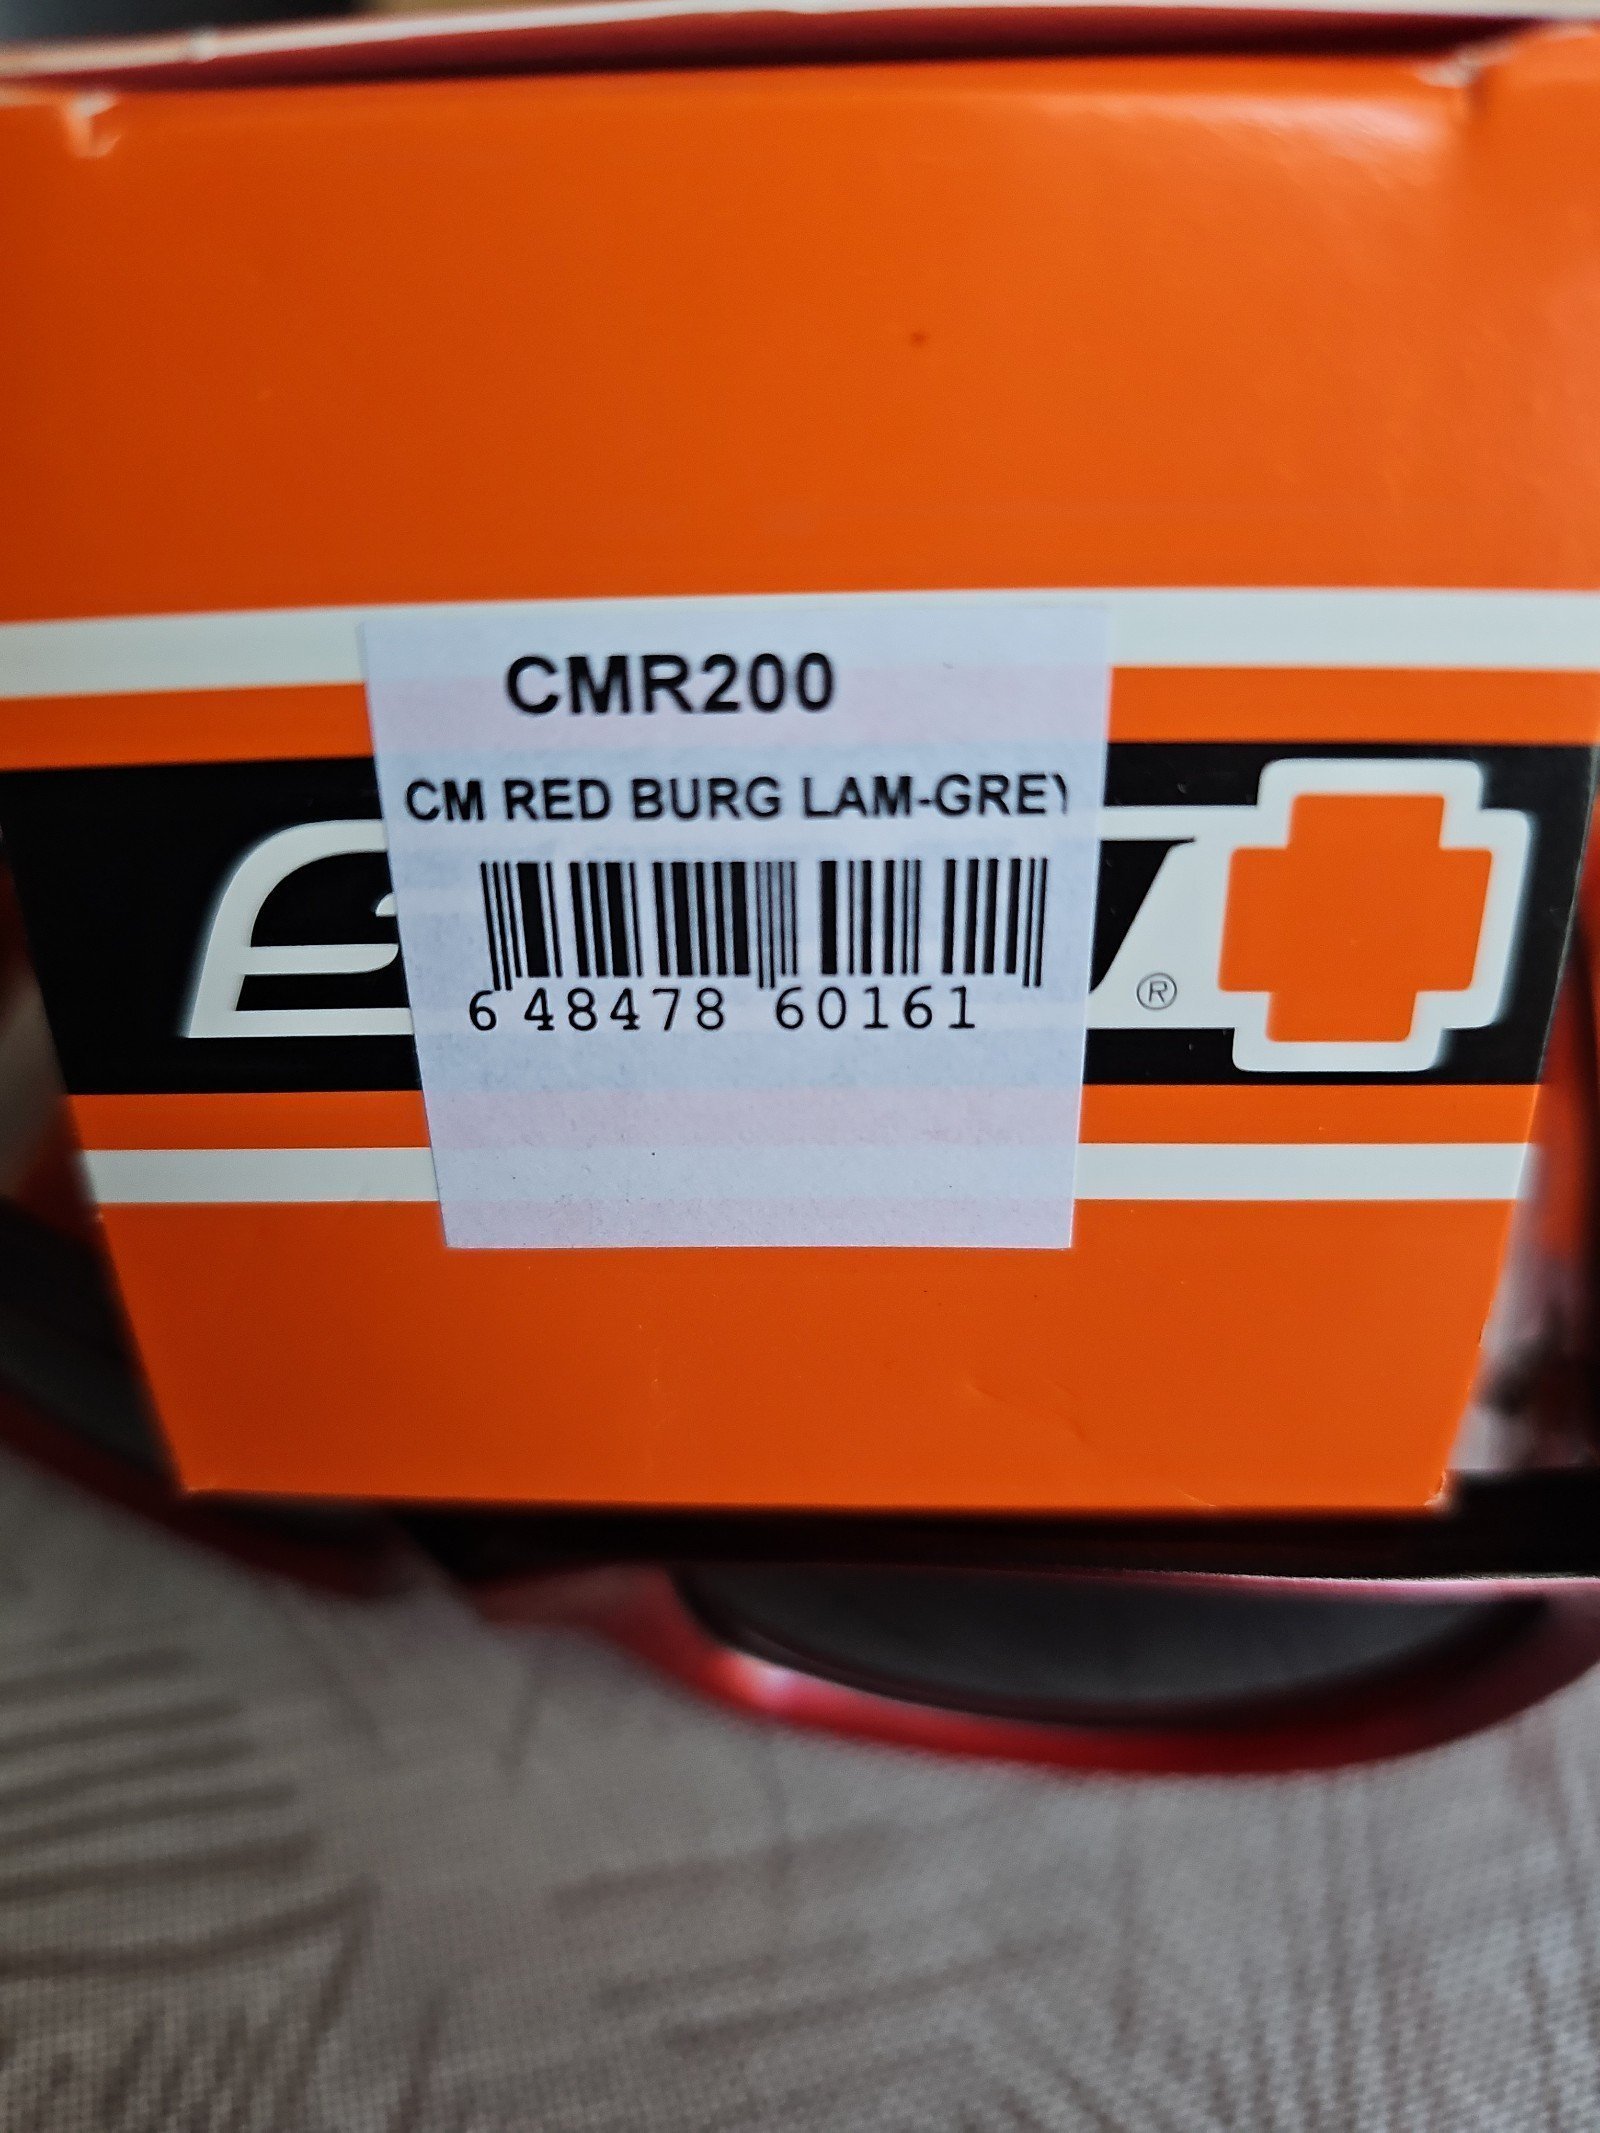 CMR200
CM RED BURG LAM-GREY
®
6 48478 60161